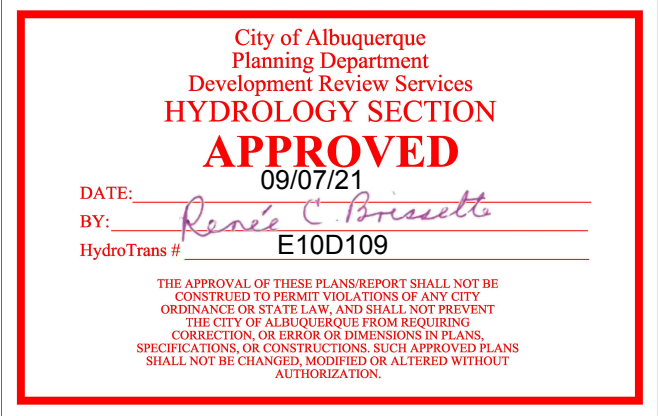 City of Albuquerque
Planning Department
Development Review Services
HYDROLOGY SECTION
APPROVED
DATE: 09/07/21
BY: Renée C. Brissette
HydroTrans # E10D109
THE APPROVAL OF THESE PLANS/REPORT SHALL NOT BE
CONSTRUED TO PERMIT VIOLATIONS OF ANY CITY
ORDINANCE OR STATE LAW, AND SHALL NOT PREVENT
THE CITY OF ALBUQUERQUE FROM REQUIRING
CORRECTION, OR ERROR OR DIMENSIONS IN PLANS,
SPECIFICATIONS, OR CONSTRUCTIONS. SUCH APPROVED PLANS
SHALL NOT BE CHANGED, MODIFIED OR ALTERED WITHOUT
AUTHORIZATION.